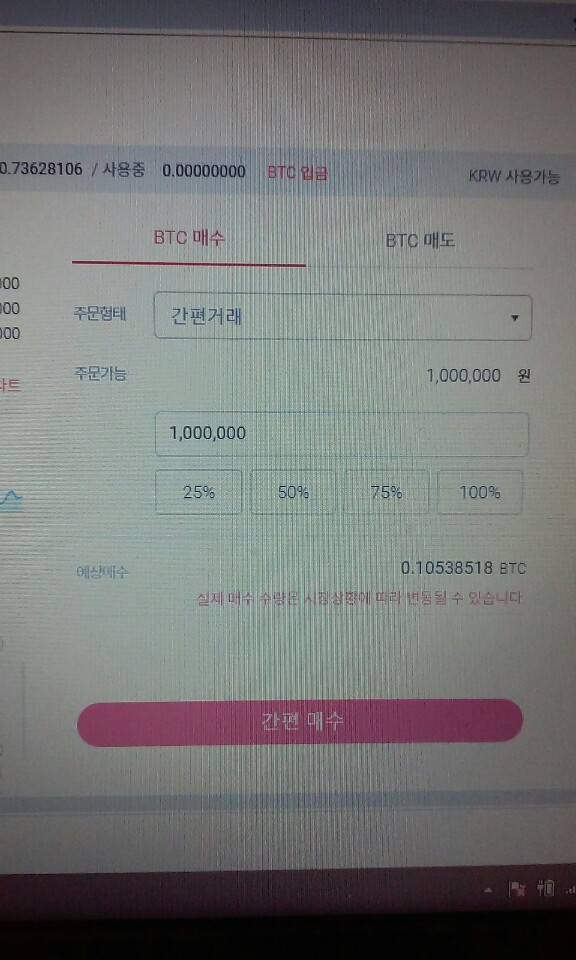 0.73628106 / 사용중 0.00000000 BTC 입금 KRW 사용가능
BTC 매수 BTC 매도
000
000
000
주문형태 간편거래
차트
주문가능 1,000,000 원
1,000,000
25% 50% 75% 100%
예상매수 0.10538518 BTC
실제 매수 수량은 시장상황에 따라 변동될 수 있습니다
간편 매수